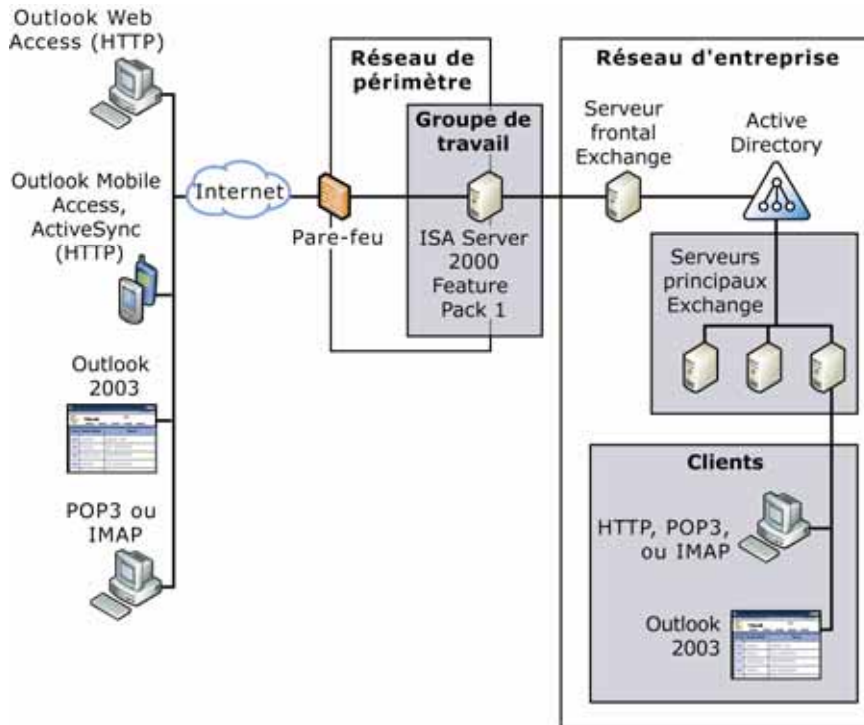 Outlook Web
Access (HTTP)
Outlook Mobile
Access,
ActiveSync
(HTTP)
Outlook
2003
POP3 ou
IMAP
Internet
Pare-feu
Réseau de
périmètre
Groupe de
travail
ISA Server
2000
Feature
Pack 1
Réseau d'entreprise
Serveur
frontal
Exchange
Active
Directory
Serveurs
principaux
Exchange
Clients
HTTP, POP3,
ou IMAP
Outlook
2003